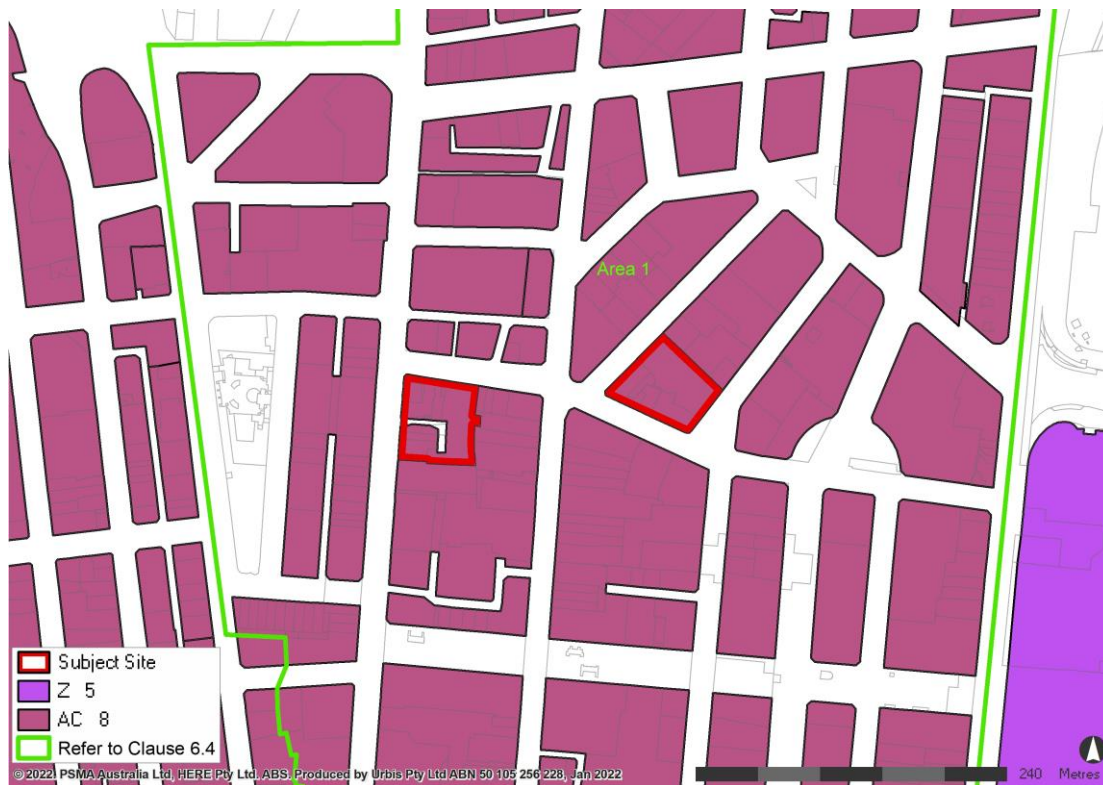 Area 1
Subject Site
Z 5
AC 8
Refer to Clause 6.4
© 2022. PSMA Australia Ltd, HERE Pty Ltd. ABS. Produced by Urbis Pty Ltd ABN 50 105 256 228, Jan 2022
240 Metres